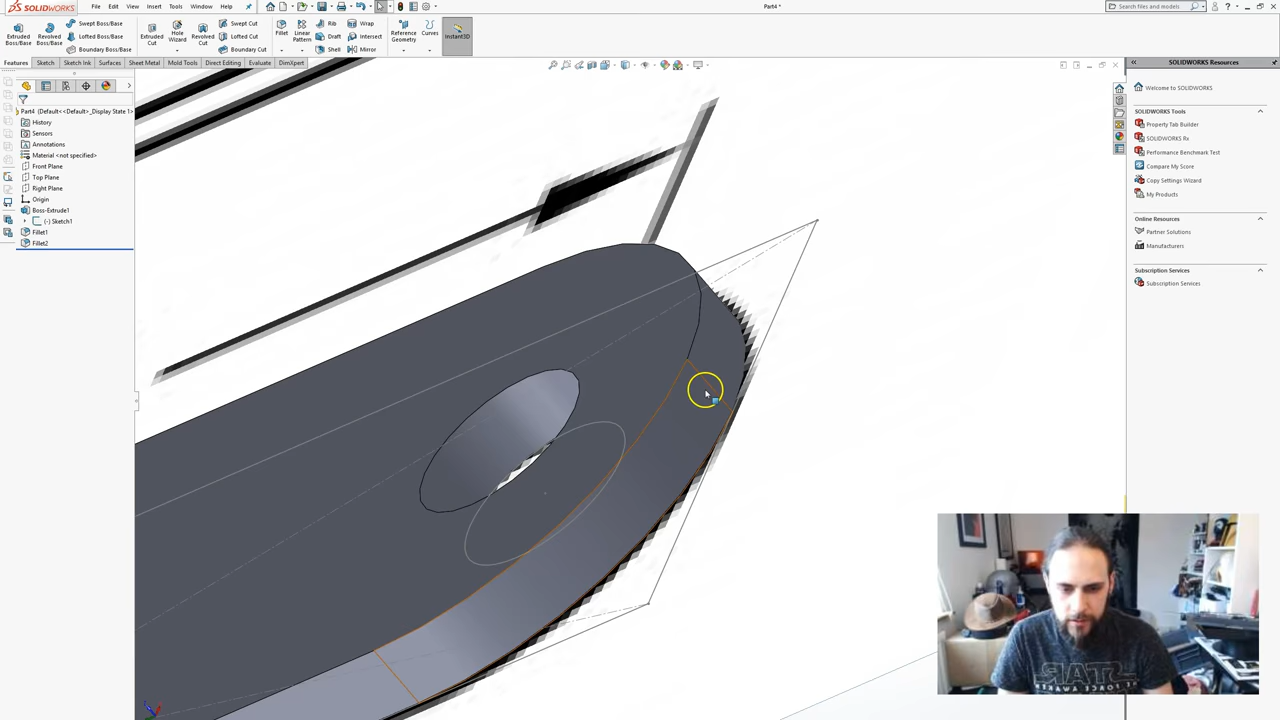 SOLIDWORKS
File Edit View Insert Tools Window Help
Part4 *
Search files and models
Extruded Boss/Base
Revolved Boss/Base
Swept Boss/Base
Lofted Boss/Base
Boundary Boss/Base
Extruded Cut
Hole Wizard
Revolved Cut
Swept Cut
Lofted Cut
Boundary Cut
Fillet
Linear Pattern
Rib
Draft
Shell
Wrap
Intersect
Mirror
Reference Geometry
Curves
Instant3D
Features Sketch Sketch Ink Surfaces Sheet Metal Mold Tools Direct Editing Evaluate DimXpert
Part4 (Default<<Default>_Display State 1>
History
Sensors
Annotations
Material <not specified>
Front Plane
Top Plane
Right Plane
Origin
Boss-Extrude1
(-) Sketch1
Fillet1
Fillet2
SOLIDWORKS Resources
Welcome to SOLIDWORKS
SOLIDWORKS Tools
Property Tab Builder
SOLIDWORKS Rx
Performance Benchmark Test
Compare My Score
Copy Settings Wizard
My Products
Online Resources
Partner Solutions
Manufacturers
Subscription Services
Subscription Services